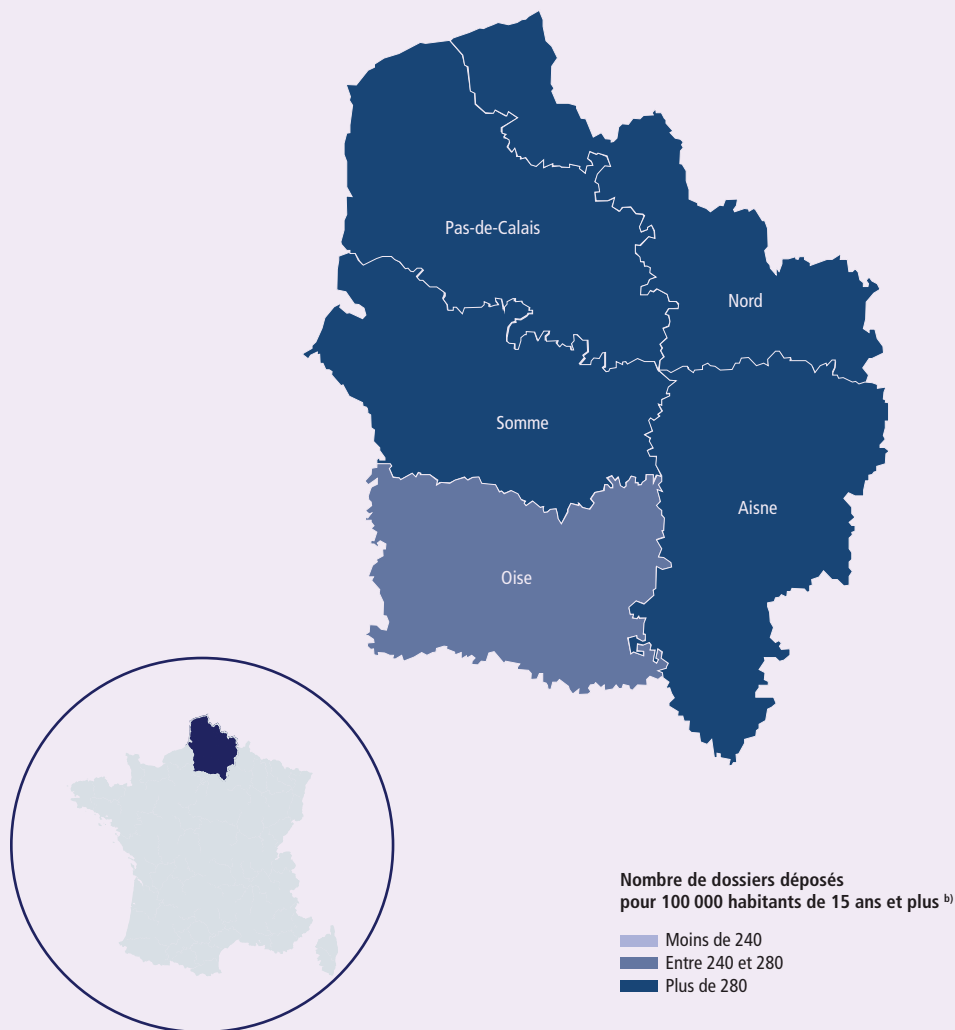 Pas-de-Calais
Nord
Somme
Aisne
Oise
Nombre de dossiers déposés
pour 100 000 habitants de 15 ans et plus b)
Moins de 240
Entre 240 et 280
Plus de 280